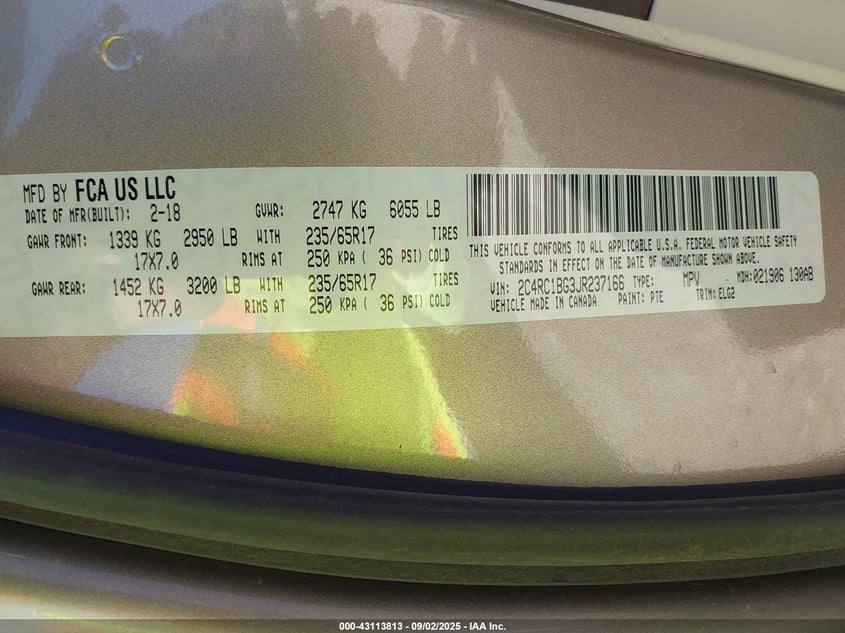 MFD BY FCA US LLC
DATE OF MFR(BUILT): 2-18 GVWR: 2747 KG 6055 LB
GAWR FRONT: 1339 KG 2950 LB WITH 235/65R17 TIRES
17X7.0 RIMS AT 250 KPA ( 36 PSI) COLD
GAWR REAR: 1452 KG 3200 LB WITH 235/65R17 TIRES
17X7.0 RIMS AT 250 KPA ( 36 PSI) COLD
THIS VEHICLE CONFORMS TO ALL APPLICABLE U.S.A. FEDERAL MOTOR VEHICLE SAFETY
STANDARDS IN EFFECT ON THE DATE OF MANUFACTURE SHOWN ABOVE.
VIN: 2C4RC1BG3JR237166 TYPE: MPV MDH:021906 130AB
VEHICLE MADE IN CANADA PAINT: PTE TRIM:ELG2
000-43113813 - 09/02/2025 - IAA Inc.